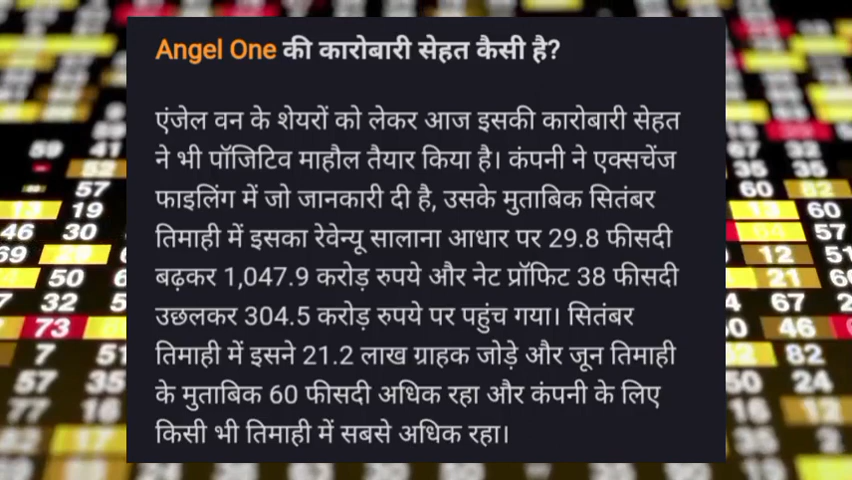 Angel One की कारोबारी सेहत कैसी है?
एंजेल वन के शेयरों को लेकर आज इसकी कारोबारी सेहत
ने भी पॉजिटिव माहौल तैयार किया है। कंपनी ने एक्सचेंज
फाइलिंग में जो जानकारी दी है, उसके मुताबिक सितंबर
तिमाही में इसका रेवेन्यू सालाना आधार पर 29.8 फीसदी
बढ़कर 1,047.9 करोड़ रुपये और नेट प्रॉफिट 38 फीसदी
उछलकर 304.5 करोड़ रुपये पर पहुंच गया। सितंबर
तिमाही में इसने 21.2 लाख ग्राहक जोड़े और जून तिमाही
के मुताबिक 60 फीसदी अधिक रहा और कंपनी के लिए
किसी भी तिमाही में सबसे अधिक रहा।